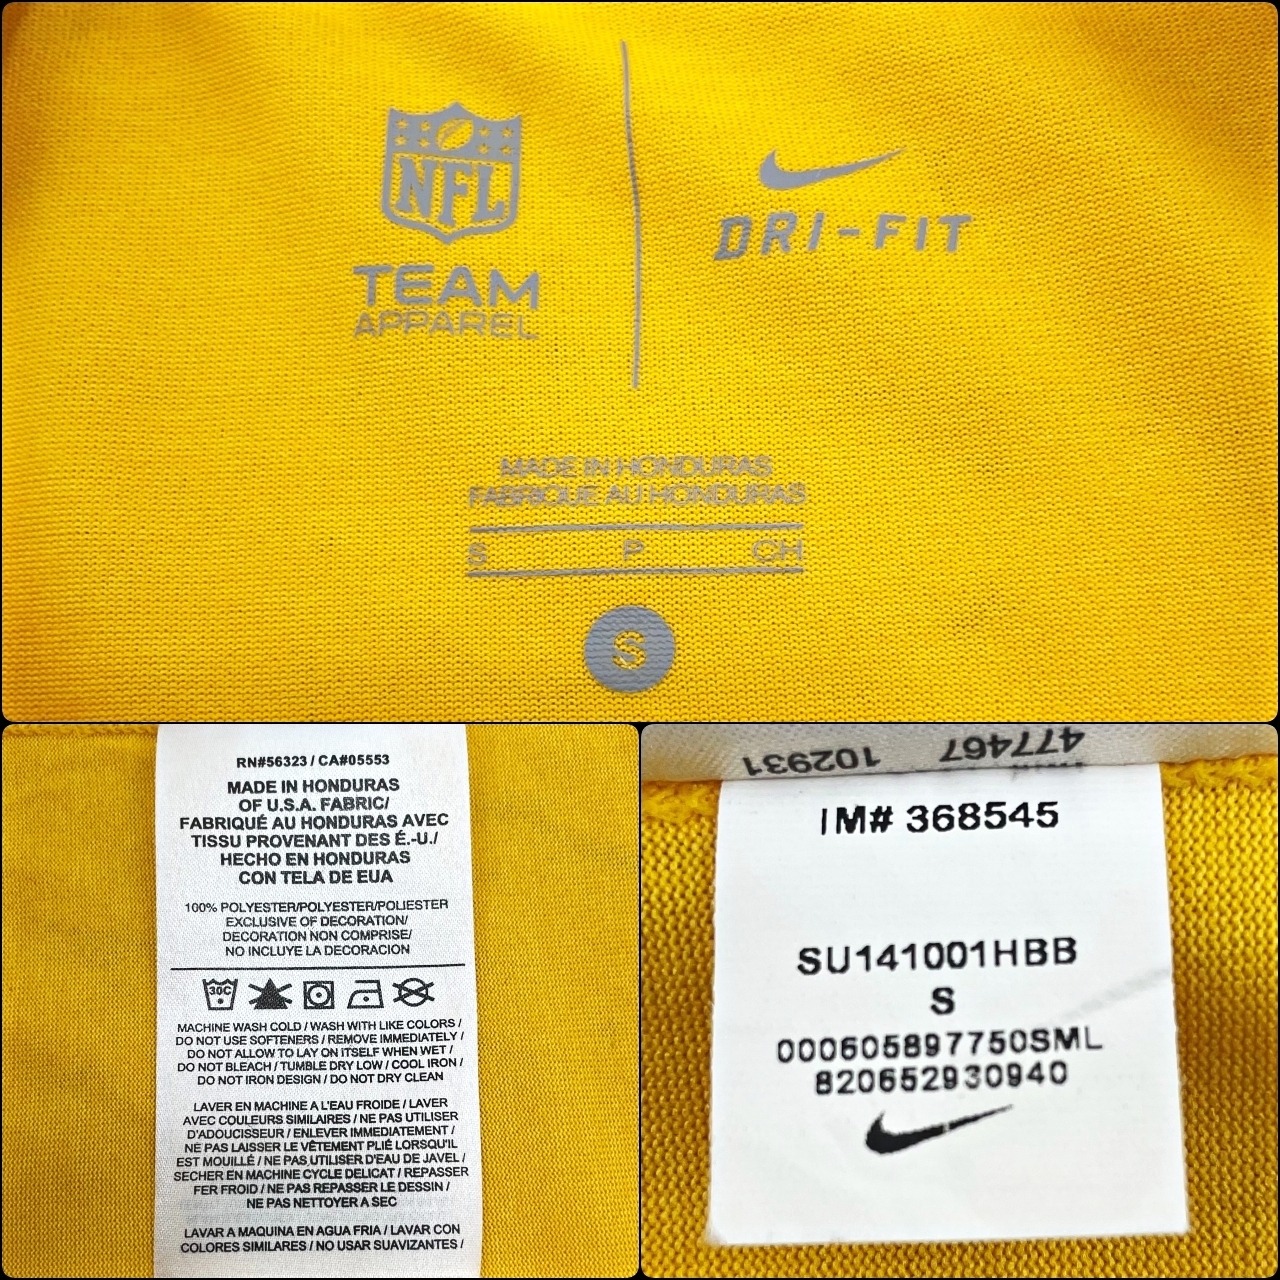 NFL
TEAM
APPAREL
DRI-FIT
MADE IN HONDURAS
FABRIQUE AU HONDURAS
S P CH
S
RN#56323 / CA#05553
MADE IN HONDURAS
OF U.S.A. FABRIC/
FABRIQUÉ AU HONDURAS AVEC
TISSU PROVENANT DES É.-U./
HECHO EN HONDURAS
CON TELA DE EUA
100% POLYESTER/POLYESTER/POLIESTER
EXCLUSIVE OF DECORATION/
DECORATION NON COMPRISE/
NO INCLUYE LA DECORACION
30C
MACHINE WASH COLD / WASH WITH LIKE COLORS /
DO NOT USE SOFTENERS / REMOVE IMMEDIATELY /
DO NOT ALLOW TO LAY ON ITSELF WHEN WET /
DO NOT BLEACH / TUMBLE DRY LOW / COOL IRON /
DO NOT IRON DESIGN / DO NOT DRY CLEAN
LAVER EN MACHINE A L'EAU FROIDE / LAVER
AVEC COULEURS SIMILAIRES / NE PAS UTILISER
D'ADOUCISSEUR / ENLEVER IMMEDIATEMENT /
NE PAS LAISSER LE VÊTEMENT PLIÉ LORSQU'IL
EST MOUILLÉ / NE PAS UTILISER D'EAU DE JAVEL /
SECHER EN MACHINE CYCLE DELICAT / REPASSER
FER FROID / NE PAS REPASSER LE DESSIN /
NE PAS NETTOYER A SEC
LAVAR A MAQUINA EN AGUA FRIA / LAVAR CON
COLORES SIMILARES / NO USAR SUAVIZANTES /
477467 102931
IM# 368545
SU141001HBB
S
000605897750SML
820652930940